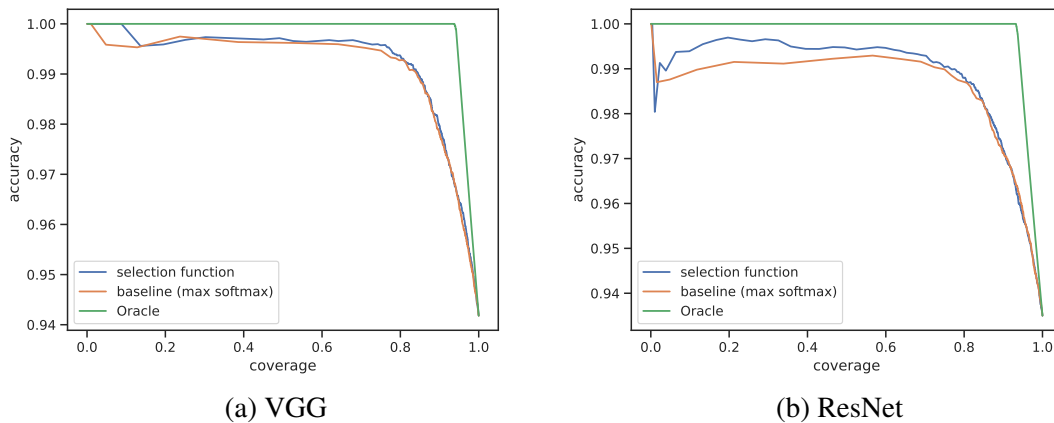 1.00
0.99
0.98
0.97
0.96
0.95
0.94
accuracy
0.0 0.2 0.4 0.6 0.8 1.0
coverage
selection function
baseline (max softmax)
Oracle
(a) VGG
1.00
0.99
0.98
0.97
0.96
0.95
0.94
accuracy
0.0 0.2 0.4 0.6 0.8 1.0
coverage
selection function
baseline (max softmax)
Oracle
(b) ResNet